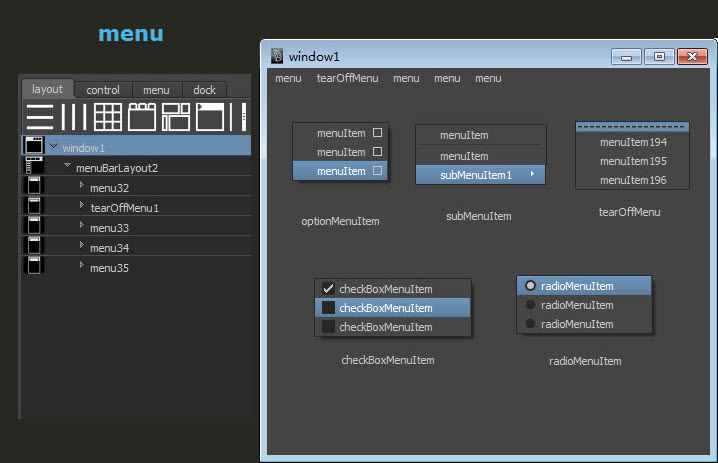 menu
layout control menu dock
window1
menuBarLayout2
menu32
tearOffMenu1
menu33
menu34
menu35
window1
menu tearOffMenu menu menu menu
menuItem
menuItem
menuItem
optionMenuItem
menuItem
menuItem
subMenuItem1
subMenuItem
menuItem194
menuItem195
menuItem196
tearOffMenu
checkBoxMenuItem
checkBoxMenuItem
checkBoxMenuItem
checkBoxMenuItem
radioMenuItem
radioMenuItem
radioMenuItem
radioMenuItem